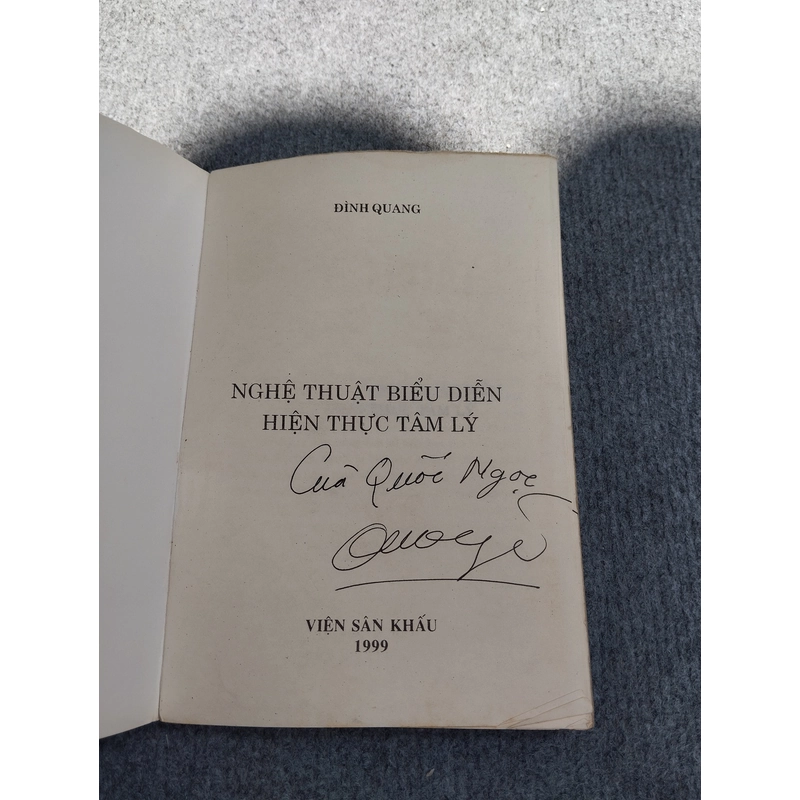 ĐÌNH QUANG
NGHỆ THUẬT BIỂU DIỄN
HIỆN THỰC TÂM LÝ
Của Quốc Ngọc
VIỆN SÂN KHẤU
1999